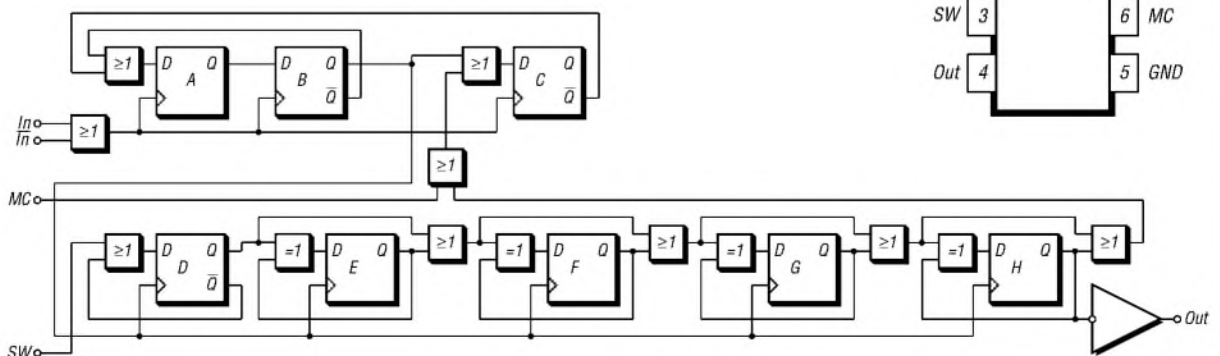 SW 3 6 MC
Out 4 5 GND
≥1 D Q A D Q B Q̅ ≥1 D Q C Q̅
In
I̅n̅ ≥1
≥1
MC
≥1 D Q D Q̅ =1 D Q E ≥1 =1 D Q F ≥1 =1 D Q G ≥1 =1 D Q H ≥1
Out
SW